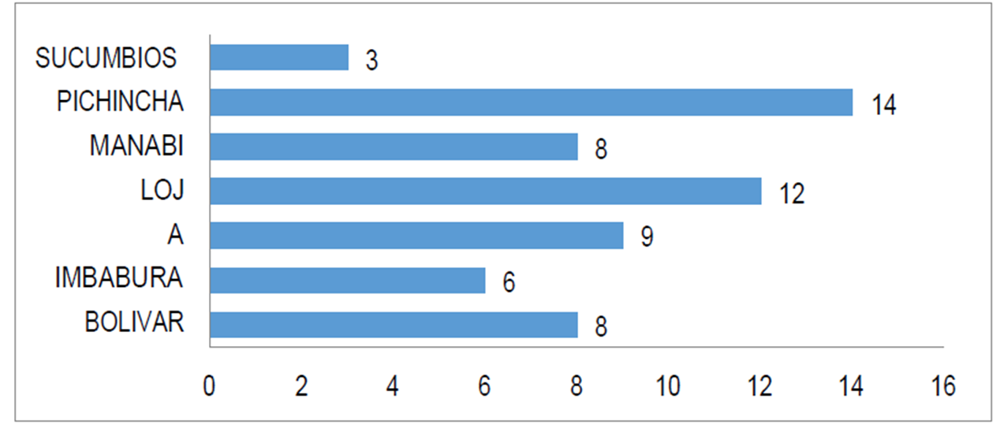 SUCUMBIOS 3
PICHINCHA 14
MANABI 8
LOJ 12
A 9
IMBABURA 6
BOLIVAR 8
0 2 4 6 8 10 12 14 16